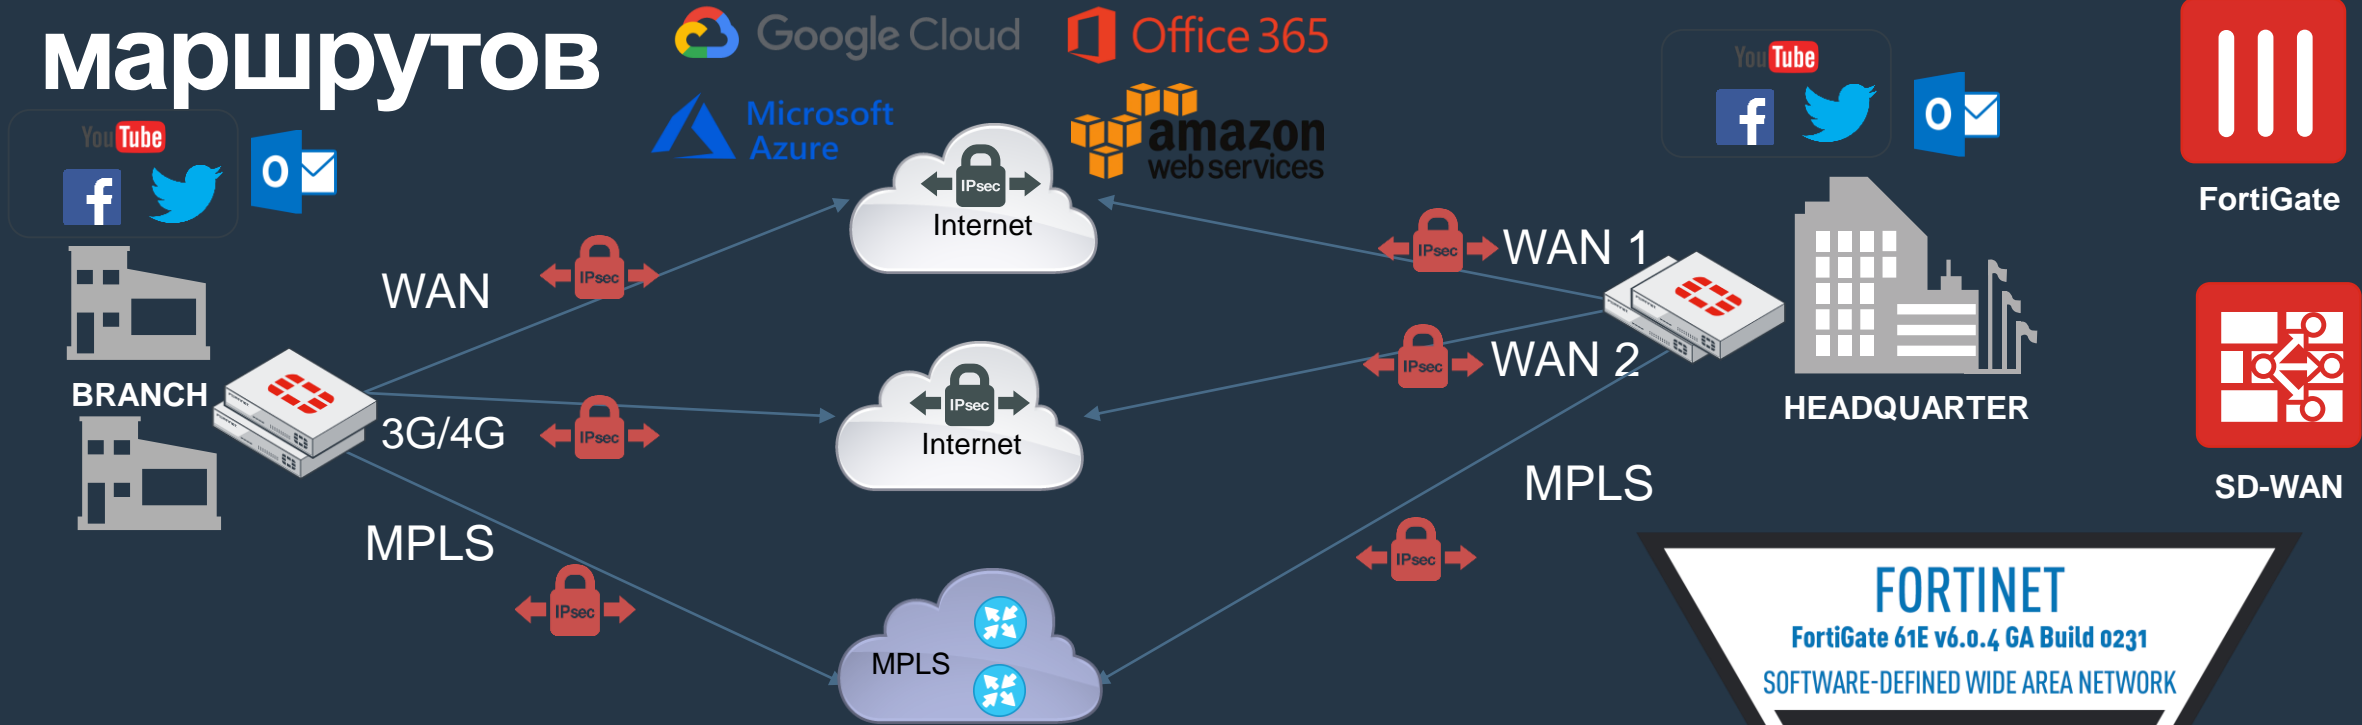 маршрутов
Google Cloud
Office 365
Microsoft
Azure
amazon
web services
YouTube
f
O
YouTube
f
O
FortiGate
IPsec
Internet
WAN
IPsec
IPsec
WAN 1
BRANCH
3G/4G
IPsec
IPsec
Internet
IPsec
WAN 2
HEADQUARTER
SD-WAN
MPLS
IPsec
MPLS
MPLS
IPsec
FORTINET
FortiGate 61E v6.0.4 GA Build 0231
SOFTWARE-DEFINED WIDE AREA NETWORK